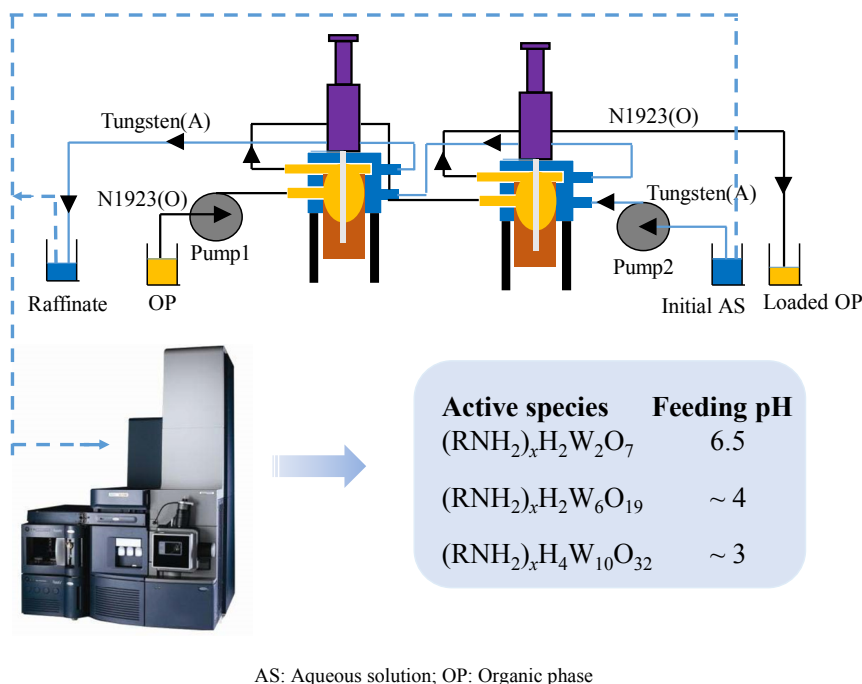 N1923(O)
Tungsten(A)
Tungsten(A)
N1923(O)
Pump1
Pump2
Raffinate
OP
Initial AS
Loaded OP
Active species Feeding pH
(RNH₂)ₓH₂W₂O₇ 6.5
(RNH₂)ₓH₂W₆O₁₉ ~ 4
(RNH₂)ₓH₄W₁₀O₃₂ ~ 3
AS: Aqueous solution; OP: Organic phase